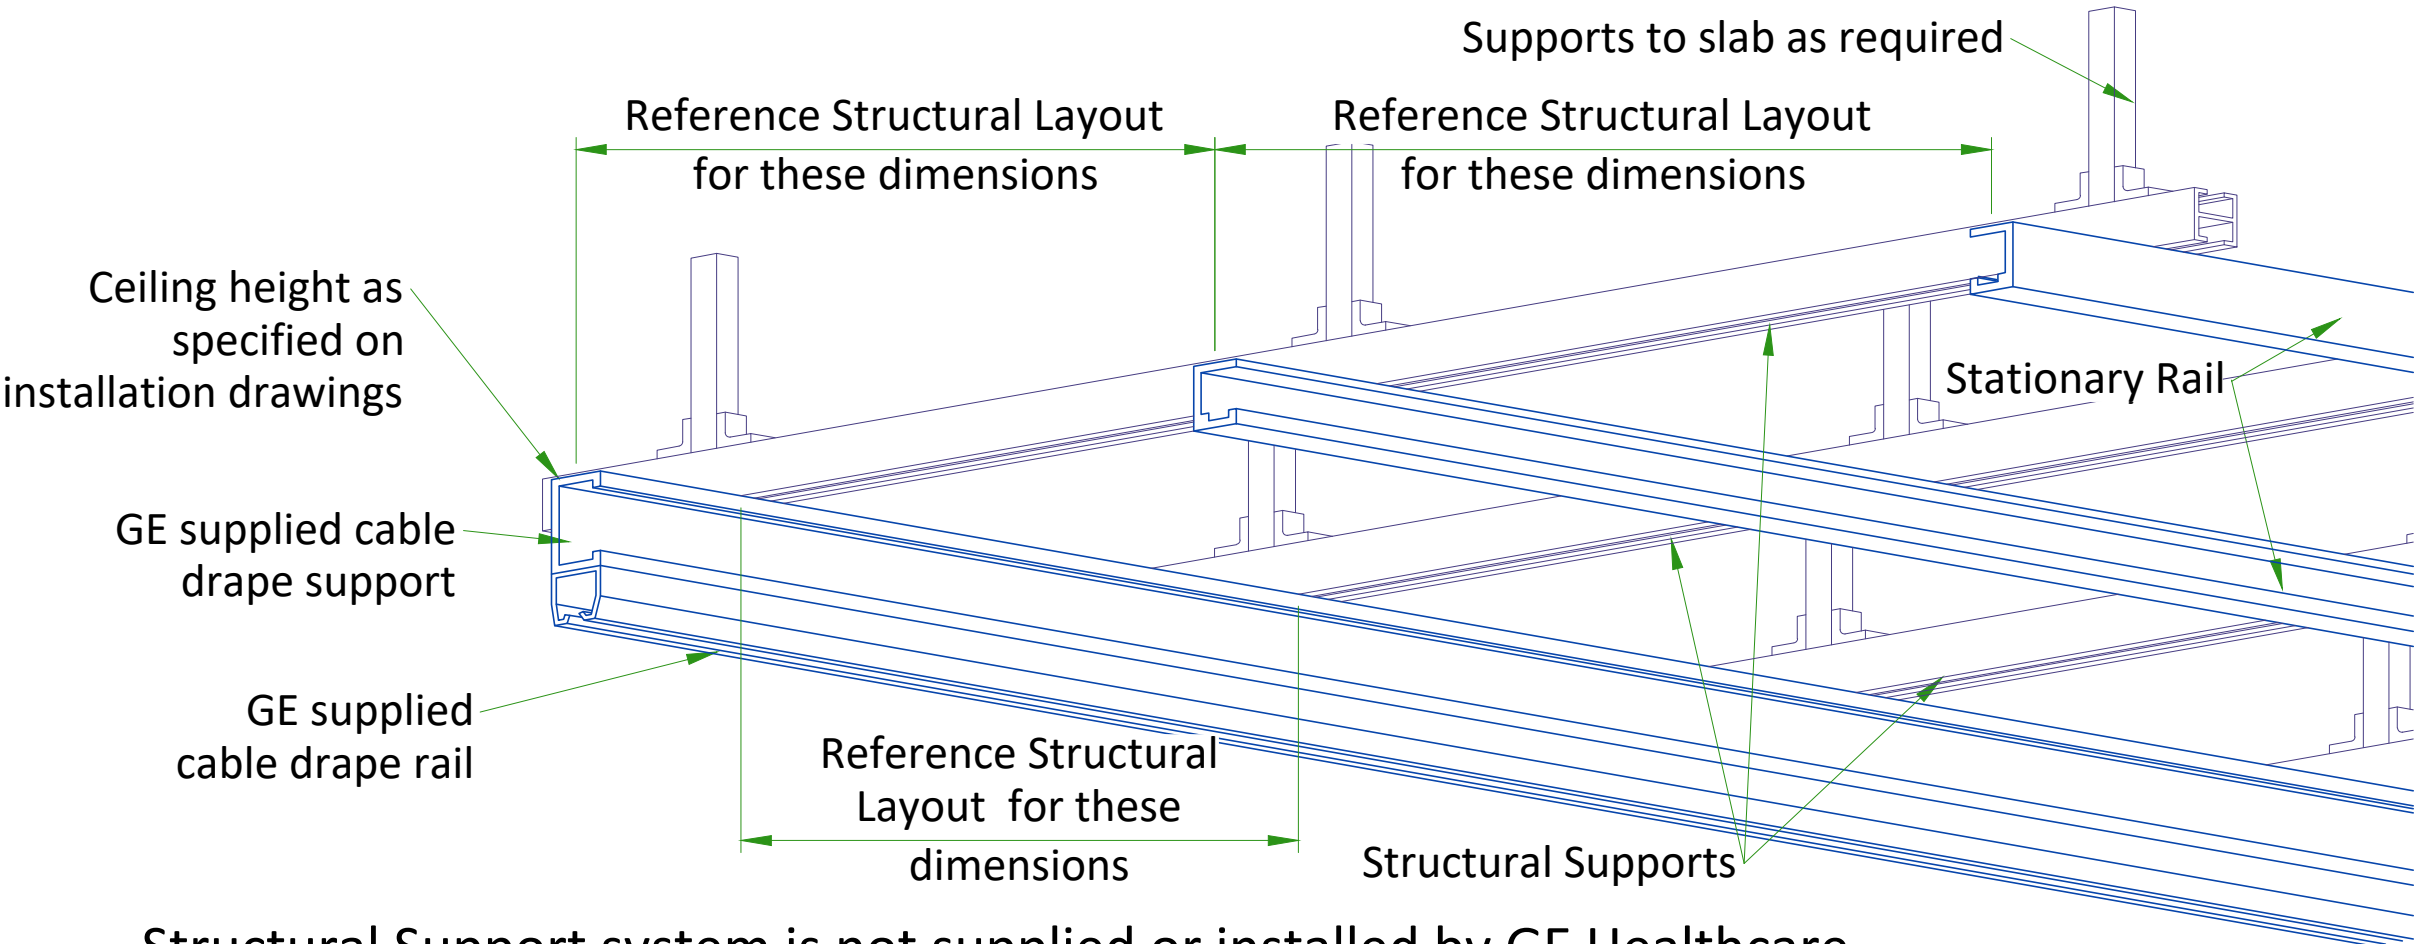 Supports to slab as required
Reference Structural Layout
for these dimensions
Reference Structural Layout
for these dimensions
Ceiling height as
specified on
installation drawings
Stationary Rail
GE supplied cable
drape support
GE supplied
cable drape rail
Reference Structural
Layout for these
dimensions
Structural Supports
Structural Support system is not supplied or installed by GE Healthcare